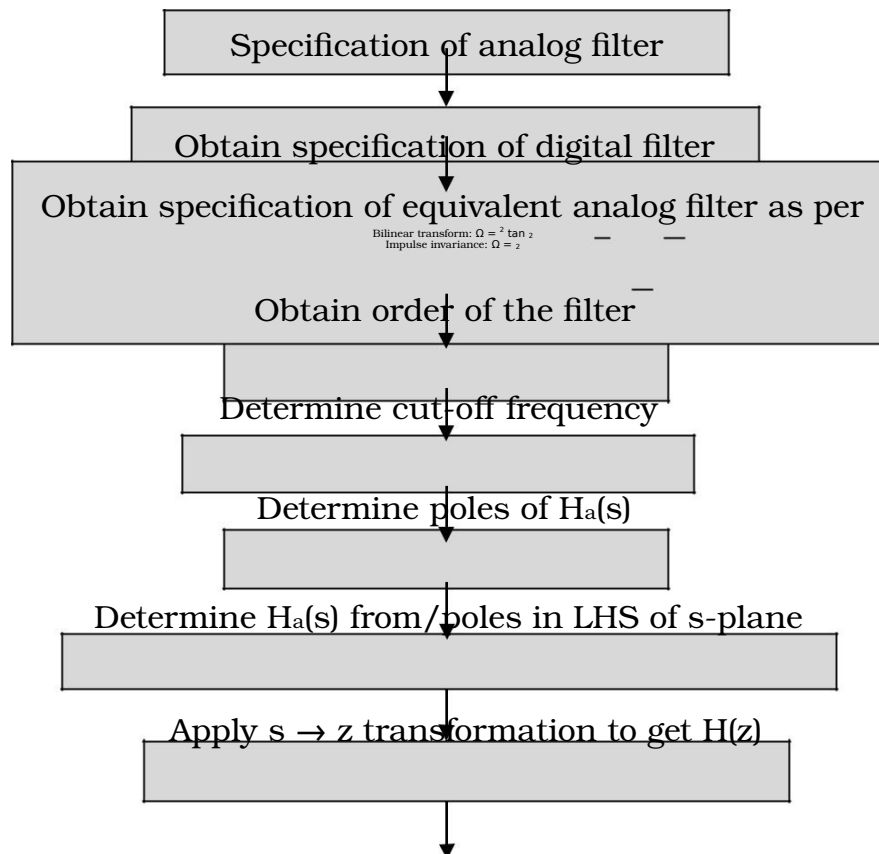 Specification of analog filter
Obtain specification of digital filter
Obtain specification of equivalent analog filter as per
Bilinear transform: Ω = 2 tan 2
Impulse invariance: Ω = 2
Obtain order of the filter
Determine cut-off frequency
Determine poles of Ha(s)
Determine Ha(s) from/poles in LHS of s-plane
Apply s → z transformation to get H(z)